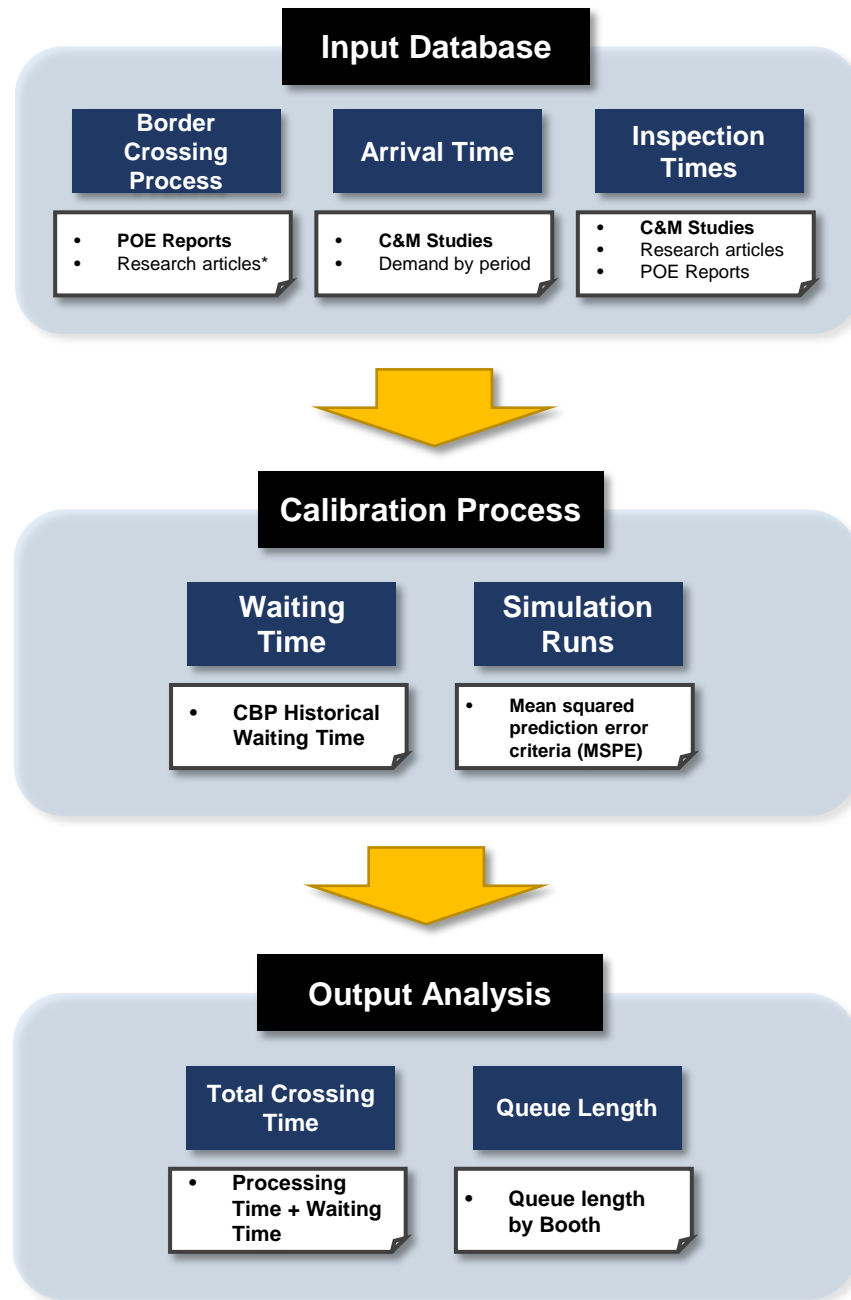 Input Database
Border
Crossing
Process
• POE Reports
• Research articles*
Arrival Time
• C&M Studies
• Demand by period
Inspection
Times
• C&M Studies
• Research articles
• POE Reports
Calibration Process
Waiting
Time
• CBP Historical
Waiting Time
Simulation
Runs
• Mean squared
prediction error
criteria (MSPE)
Output Analysis
Total Crossing
Time
• Processing
Time + Waiting
Time
Queue Length
• Queue length
by Booth